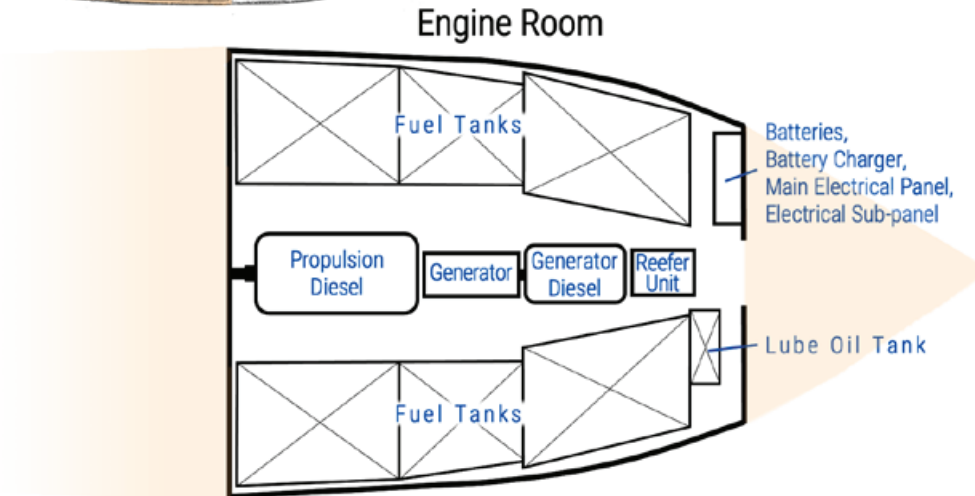 Engine Room
Fuel Tanks
Batteries,
Battery Charger,
Main Electrical Panel,
Electrical Sub-panel
Propulsion
Diesel
Generator
Generator
Diesel
Reefer
Unit
Lube Oil Tank
Fuel Tanks